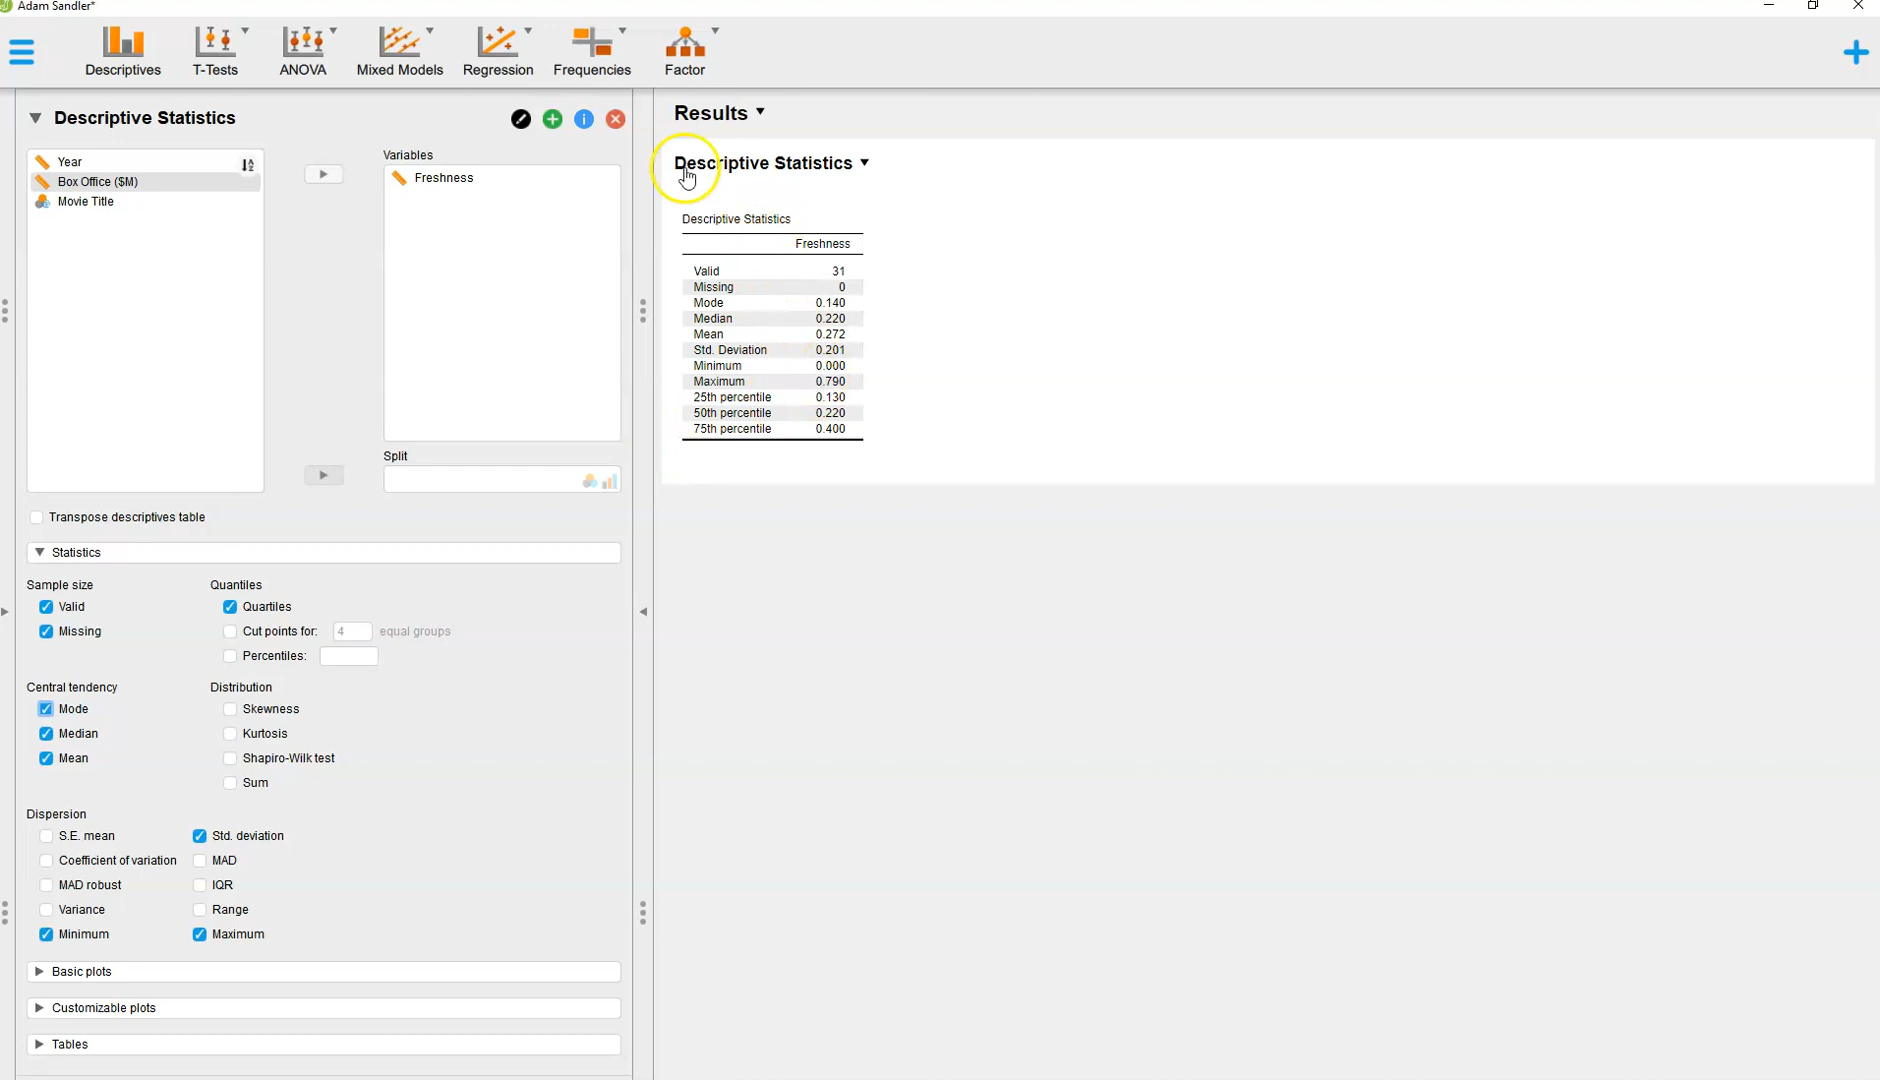 Adam Sandler*
Descriptives
T-Tests
ANOVA
Mixed Models
Regression
Frequencies
Factor
Descriptive Statistics
Year
Box Office ($M)
Movie Title
Variables
Freshness
Split
Transpose descriptives table
Statistics
Sample size
Quantiles
Valid
Quartiles
Missing
Cut points for: 4 equal groups
Percentiles:
Central tendency
Distribution
Mode
Skewness
Median
Kurtosis
Mean
Shapiro-Wilk test
Sum
Dispersion
S.E. mean
Std. deviation
Coefficient of variation
MAD
MAD robust
IQR
Variance
Range
Minimum
Maximum
Basic plots
Customizable plots
Tables
Results
Descriptive Statistics
Descriptive Statistics
Freshness
Valid 31
Missing 0
Mode 0.140
Median 0.220
Mean 0.272
Std. Deviation 0.201
Minimum 0.000
Maximum 0.790
25th percentile 0.130
50th percentile 0.220
75th percentile 0.400